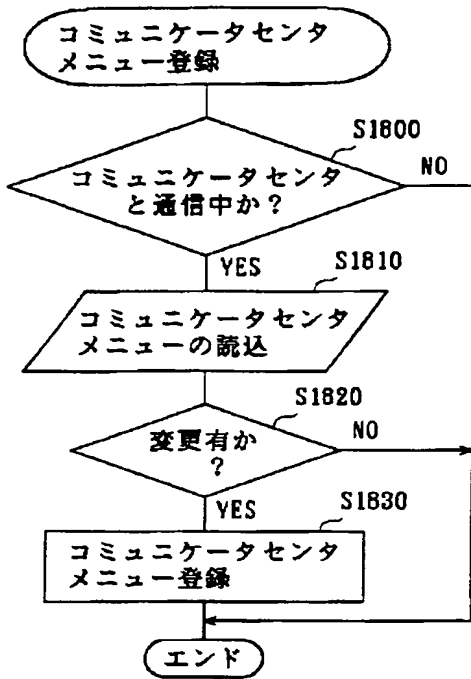 コミュニケータセンタ
メニュー登録
S1800
コミュニケータセンタ
と通信中か?
NO
YES
S1810
コミュニケータセンタ
メニューの読込
S1820
変更有か
?
NO
YES
S1830
コミュニケータセンタ
メニュー登録
エンド